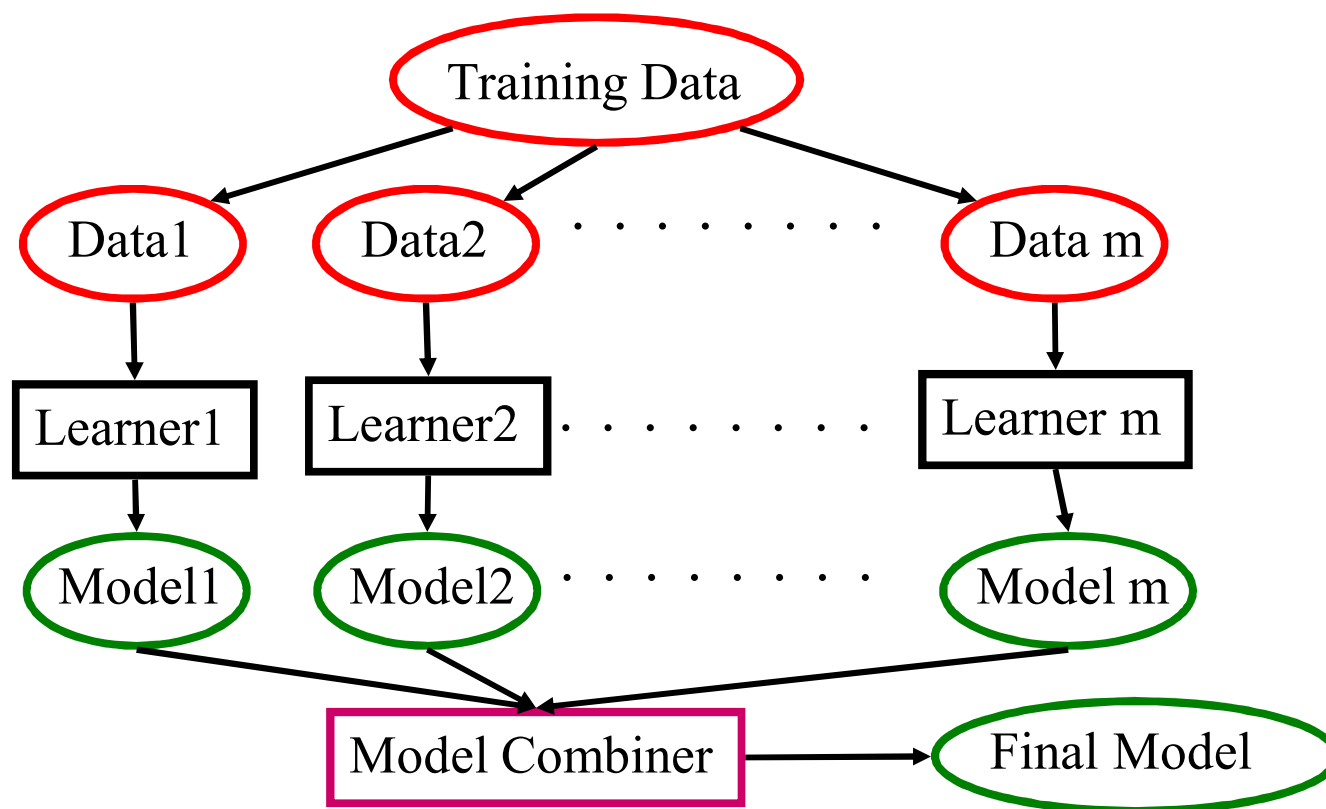 Training Data
Data1
Data2
. . . . . . . .
Data m
Learner1
Learner2
. . . . . . . .
Learner m
Model1
Model2
. . . . . . . .
Model m
Model Combiner
Final Model